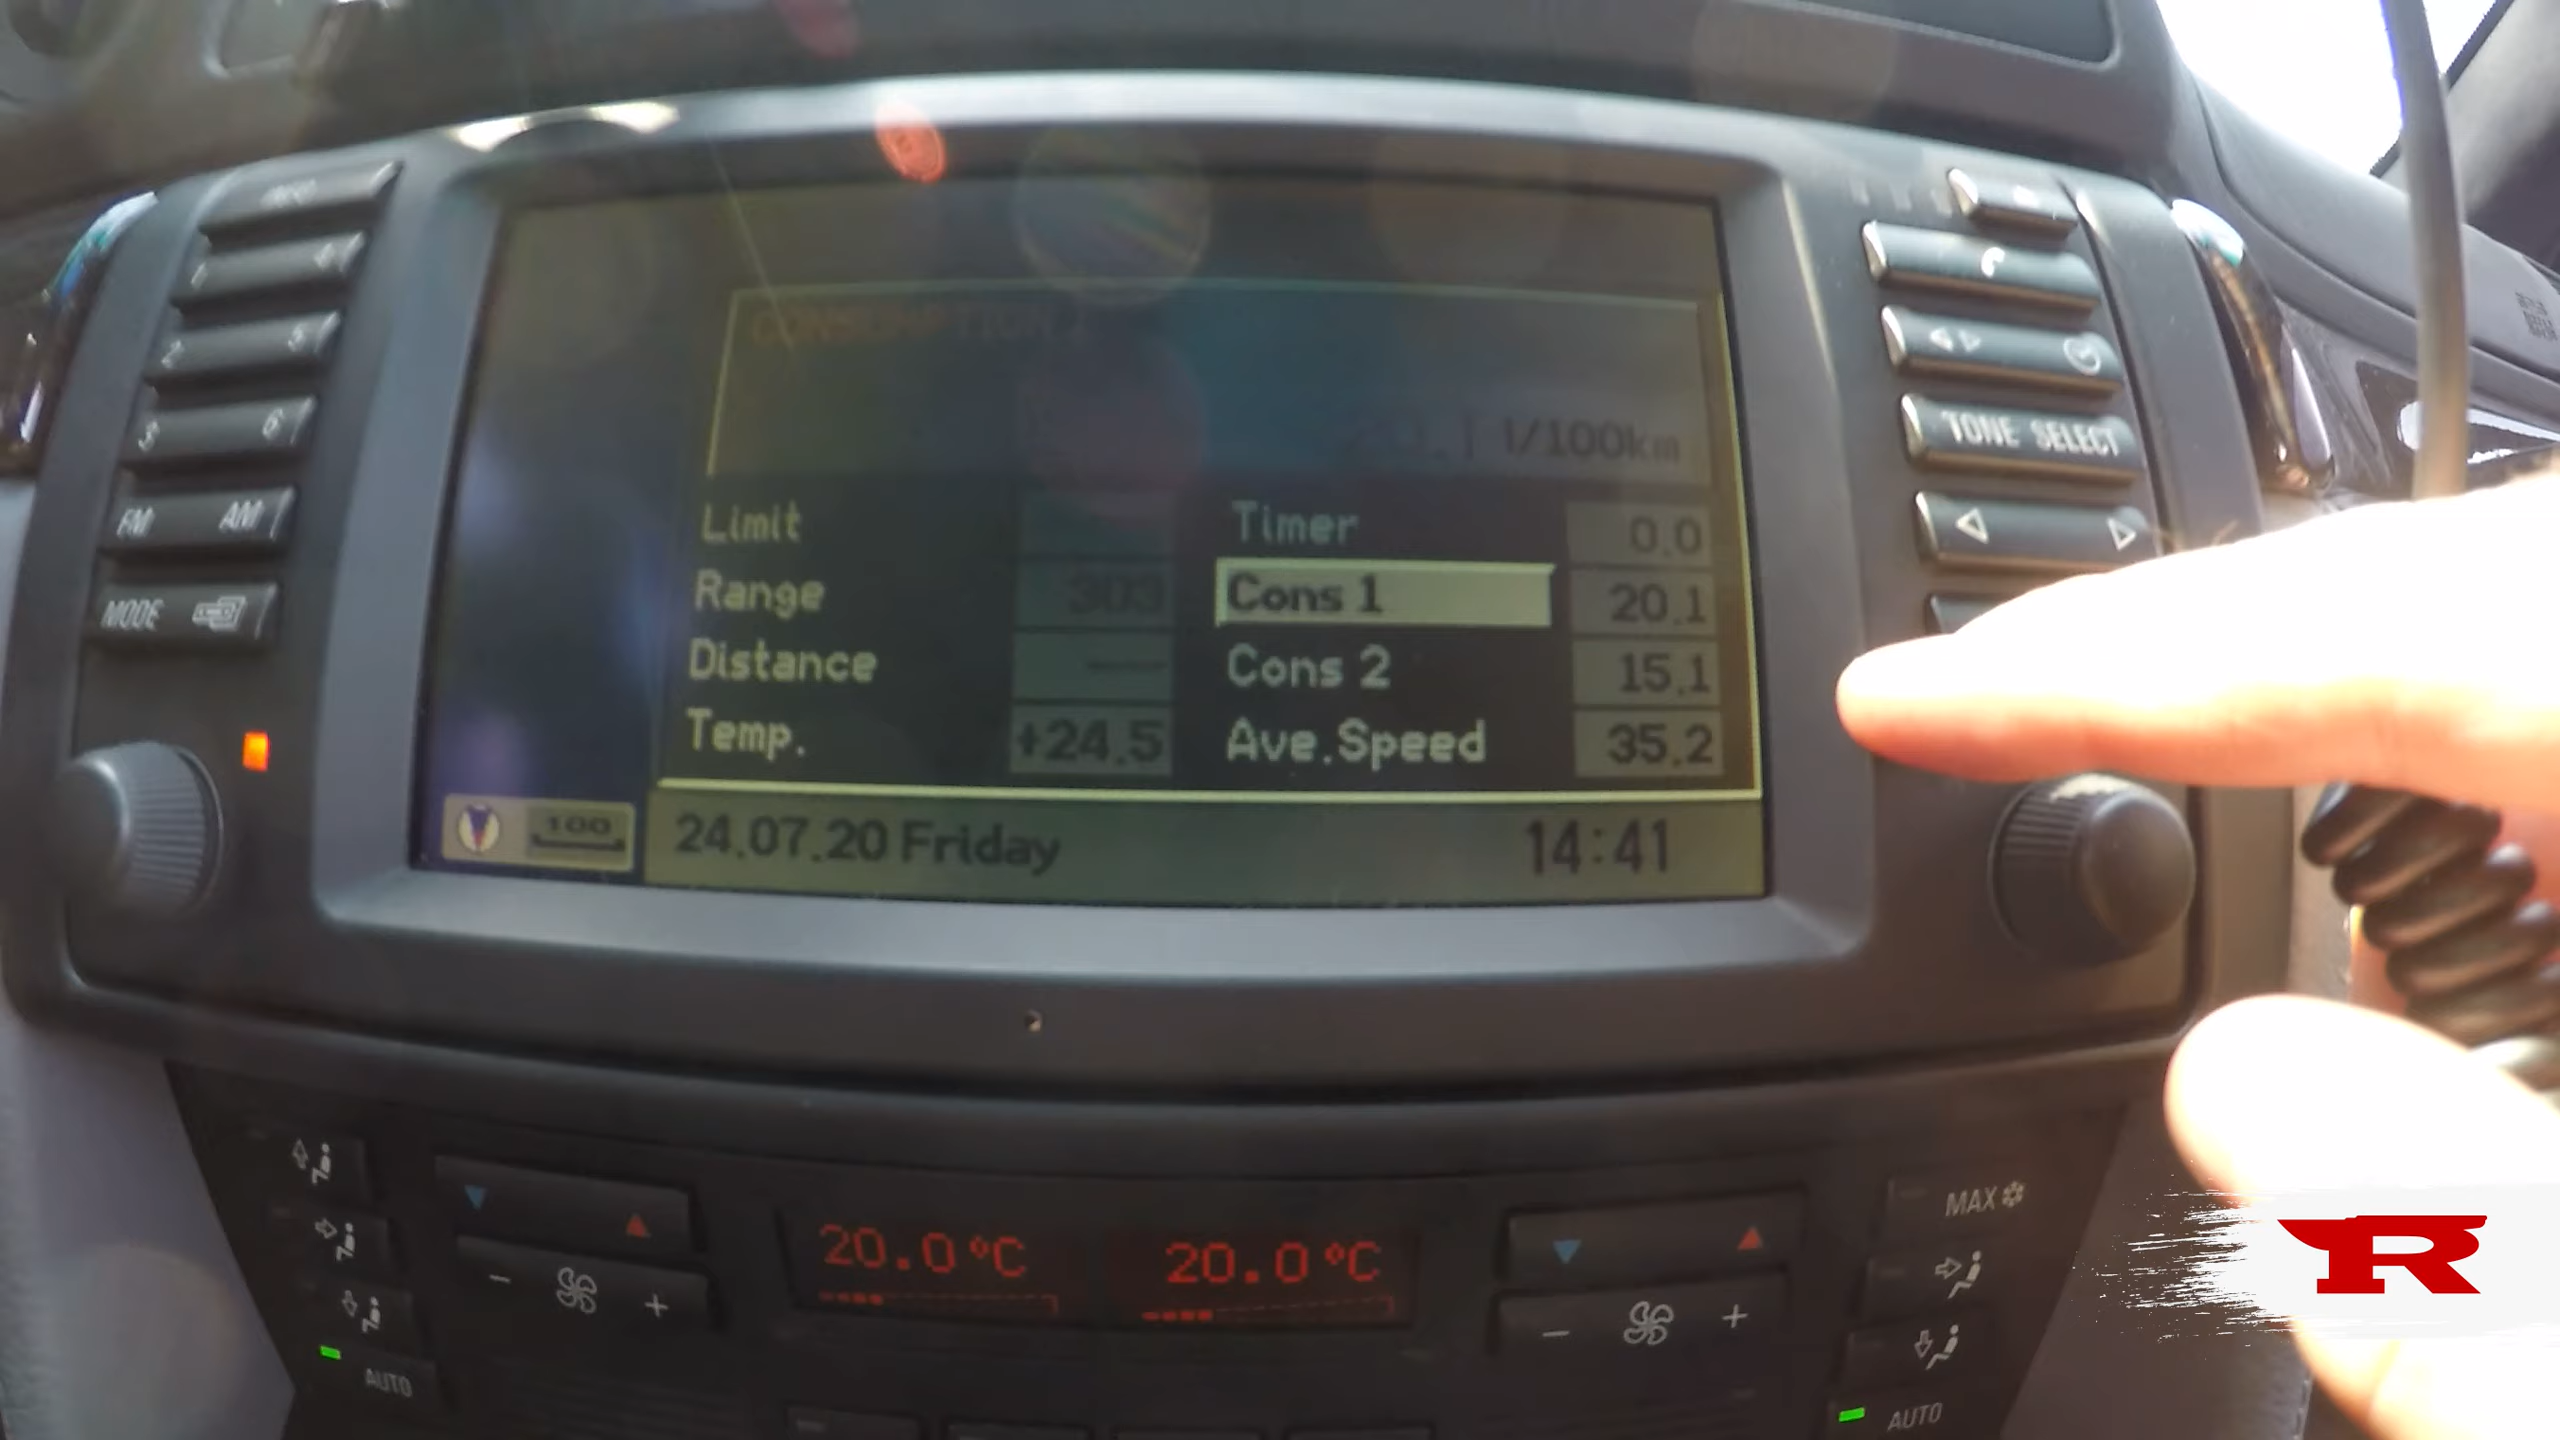 CONSUMPTION 1
l/100km
Limit
Timer 0.0
Range 303
Cons 1 20.1
Distance ----
Cons 2 15.1
Temp. +24.5
Ave.Speed 35.2
100
24.07.20 Friday 14:41
1 4
2 5
3 6
FM AM
MODE
TONE SELECT
20.0°C 20.0°C
- +
- +
MAX
AUTO
AUTO
R